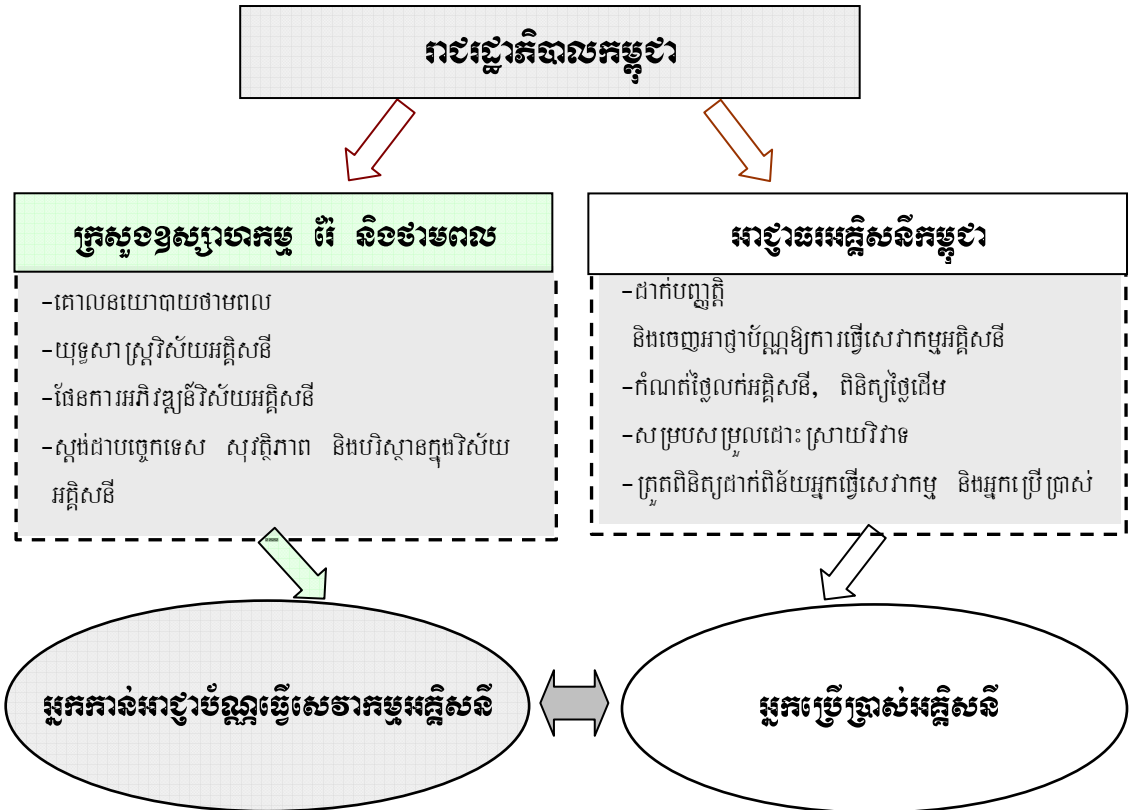 រាជរដ្ឋាភិបាលកម្ពុជា
ក្រសួងឧស្សាហកម្ម រ៉ែ និងថាមពល
-គោលនយោបាយថាមពល
-យុទ្ធសាស្ត្រវិស័យអគ្គិសនី
-ផែនការអភិវឌ្ឍន៍វិស័យអគ្គិសនី
-ស្តង់ដាបច្ចេកទេស សុវត្ថិភាព និងបរិស្ថានក្នុងវិស័យ
អគ្គិសនី
អាជ្ញាធរអគ្គិសនីកម្ពុជា
-ដាក់បញ្ញត្តិ
និងចេញអាជ្ញាប័ណ្ណឱ្យការធ្វើសេវាកម្មអគ្គិសនី
-កំណត់ថ្លៃលក់អគ្គិសនី, ពិនិត្យថ្លៃដើម
-សម្របសម្រួលដោះស្រាយវិវាទ
-ត្រួតពិនិត្យដាក់ពិន័យអ្នកធ្វើសេវាកម្ម និងអ្នកប្រើប្រាស់
អ្នកកាន់អាជ្ញាប័ណ្ណធ្វើសេវាកម្មអគ្គិសនី
អ្នកប្រើប្រាស់អគ្គិសនី